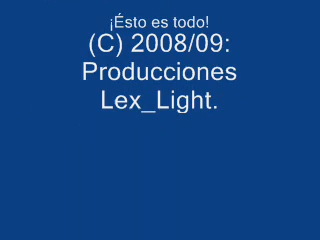 ¡Ésto es todo!
(C) 2008/09:
Producciones
Lex_Light.